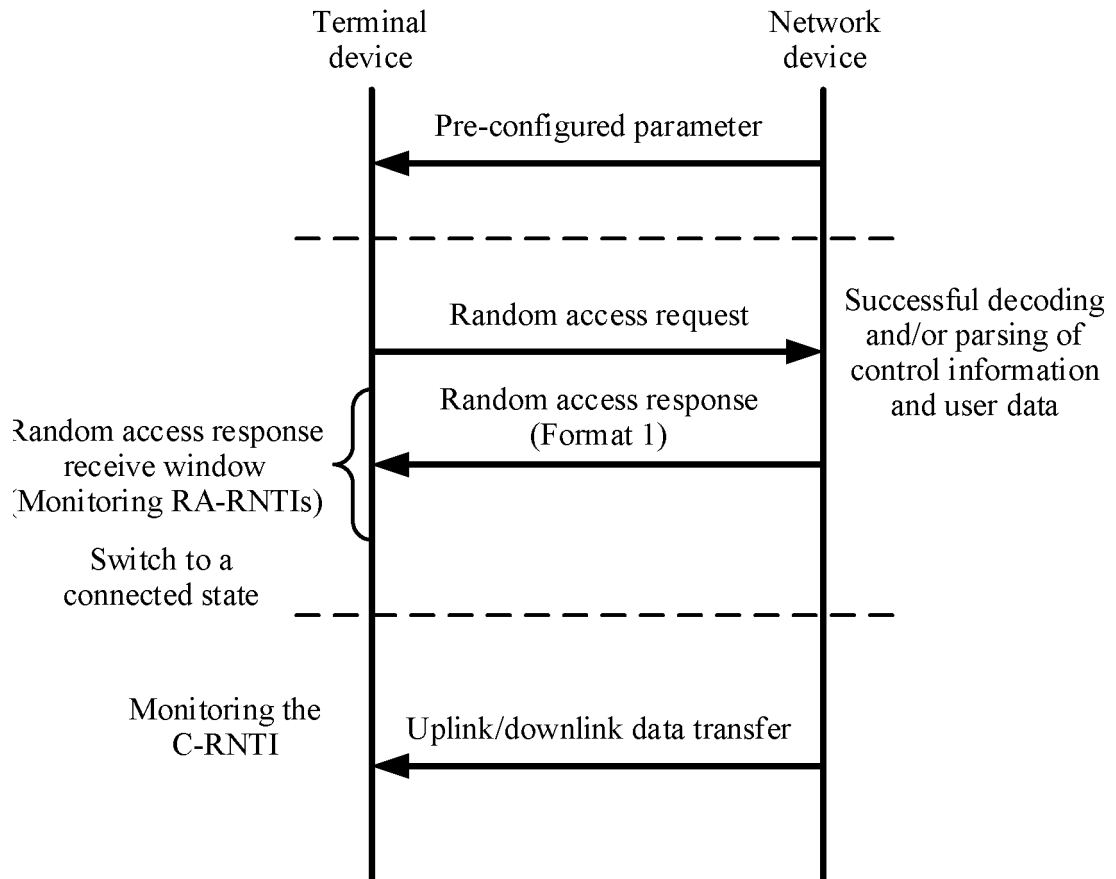 Terminal
device
Network
device
Pre-configured parameter
Random access request
Successful decoding
and/or parsing of
control information
and user data
Random access response
(Format 1)
Random access response
receive window
(Monitoring RA-RNTIs)
Switch to a
connected state
Monitoring the
C-RNTI
Uplink/downlink data transfer